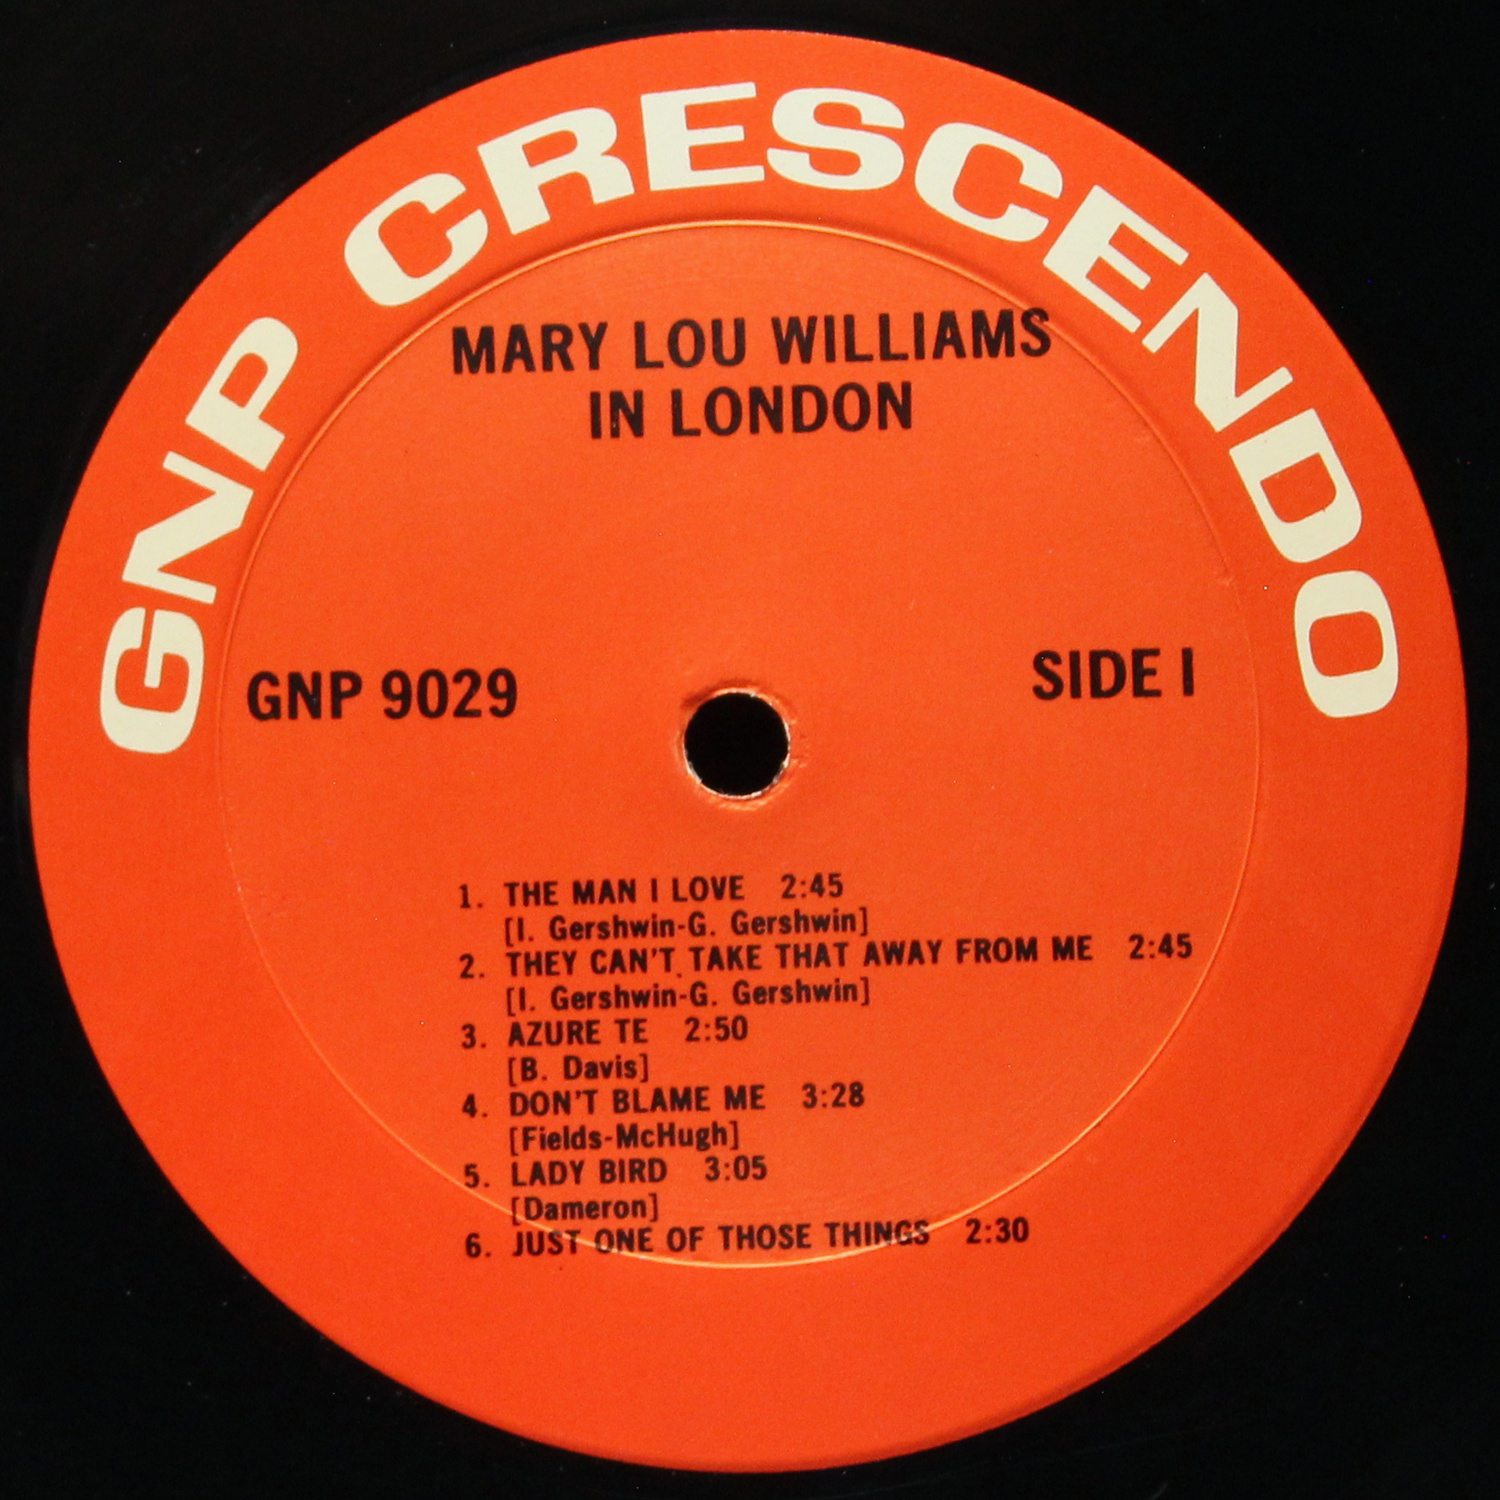 GNP CRESCENDO
MARY LOU WILLIAMS
IN LONDON
GNP 9029
SIDE I
1. THE MAN I LOVE 2:45
[I. Gershwin-G. Gershwin]
2. THEY CAN'T TAKE THAT AWAY FROM ME 2:45
[I. Gershwin-G. Gershwin]
3. AZURE TE 2:50
[B. Davis]
4. DON'T BLAME ME 3:28
[Fields-McHugh]
5. LADY BIRD 3:05
[Dameron]
6. JUST ONE OF THOSE THINGS 2:30